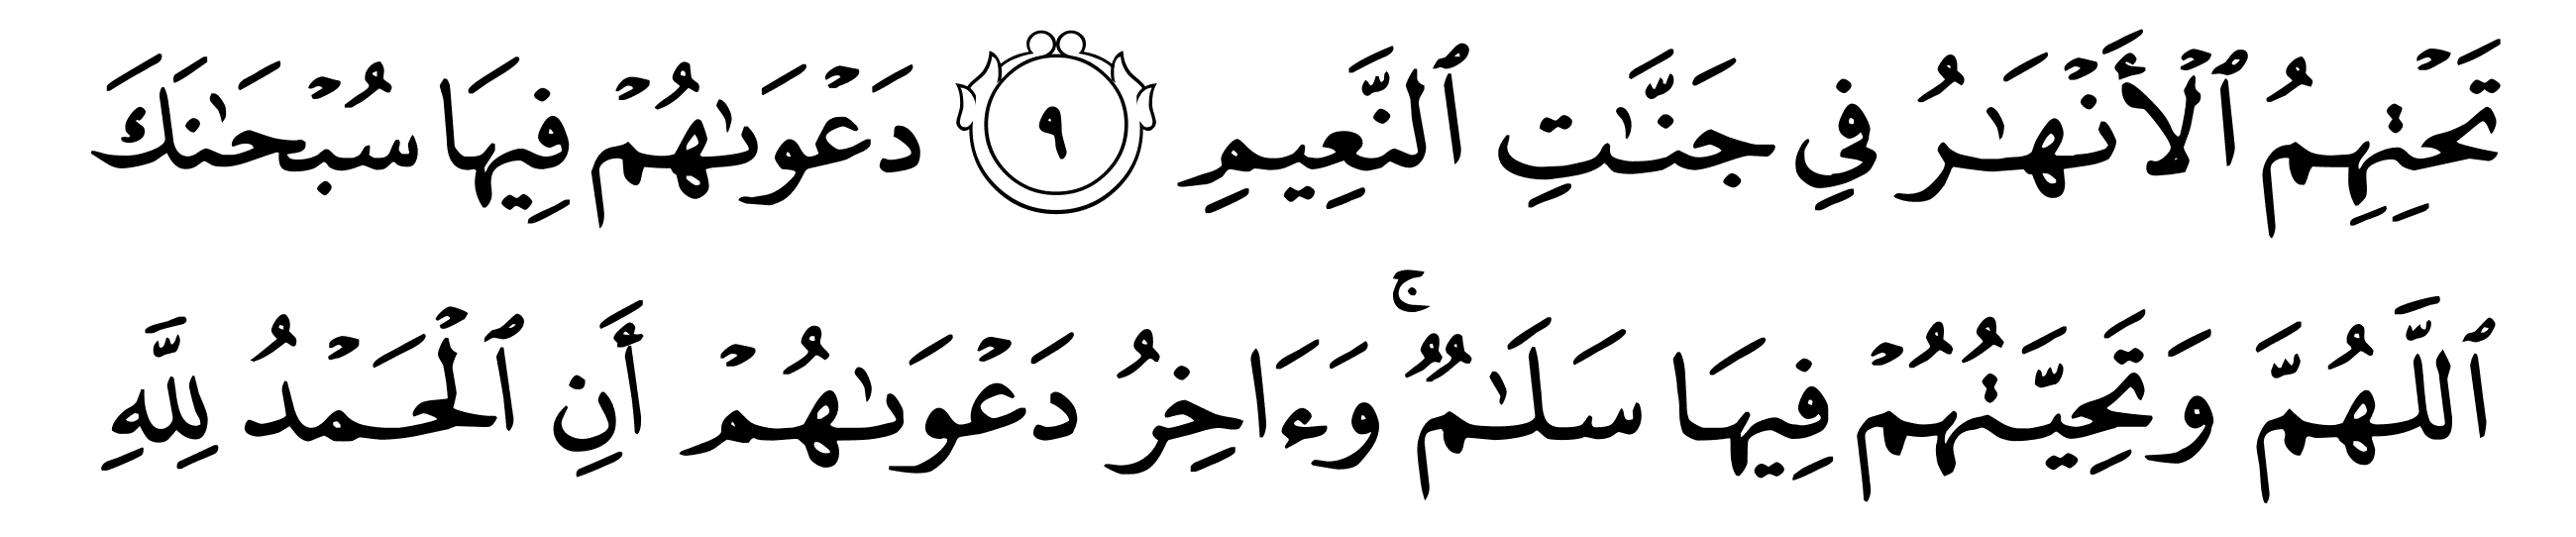 تَحۡتِهِمُ ٱلۡأَنۡهَٰرُ فِي جَنَّٰتِ ٱلنَّعِيمِ ٩ دَعۡوَىٰهُمۡ فِيهَا سُبۡحَٰنَكَ
ٱللَّهُمَّ وَتَحِيَّتُهُمۡ فِيهَا سَلَٰمٞۚ وَءَاخِرُ دَعۡوَىٰهُمۡ أَنِ ٱلۡحَمۡدُ لِلَّهِ